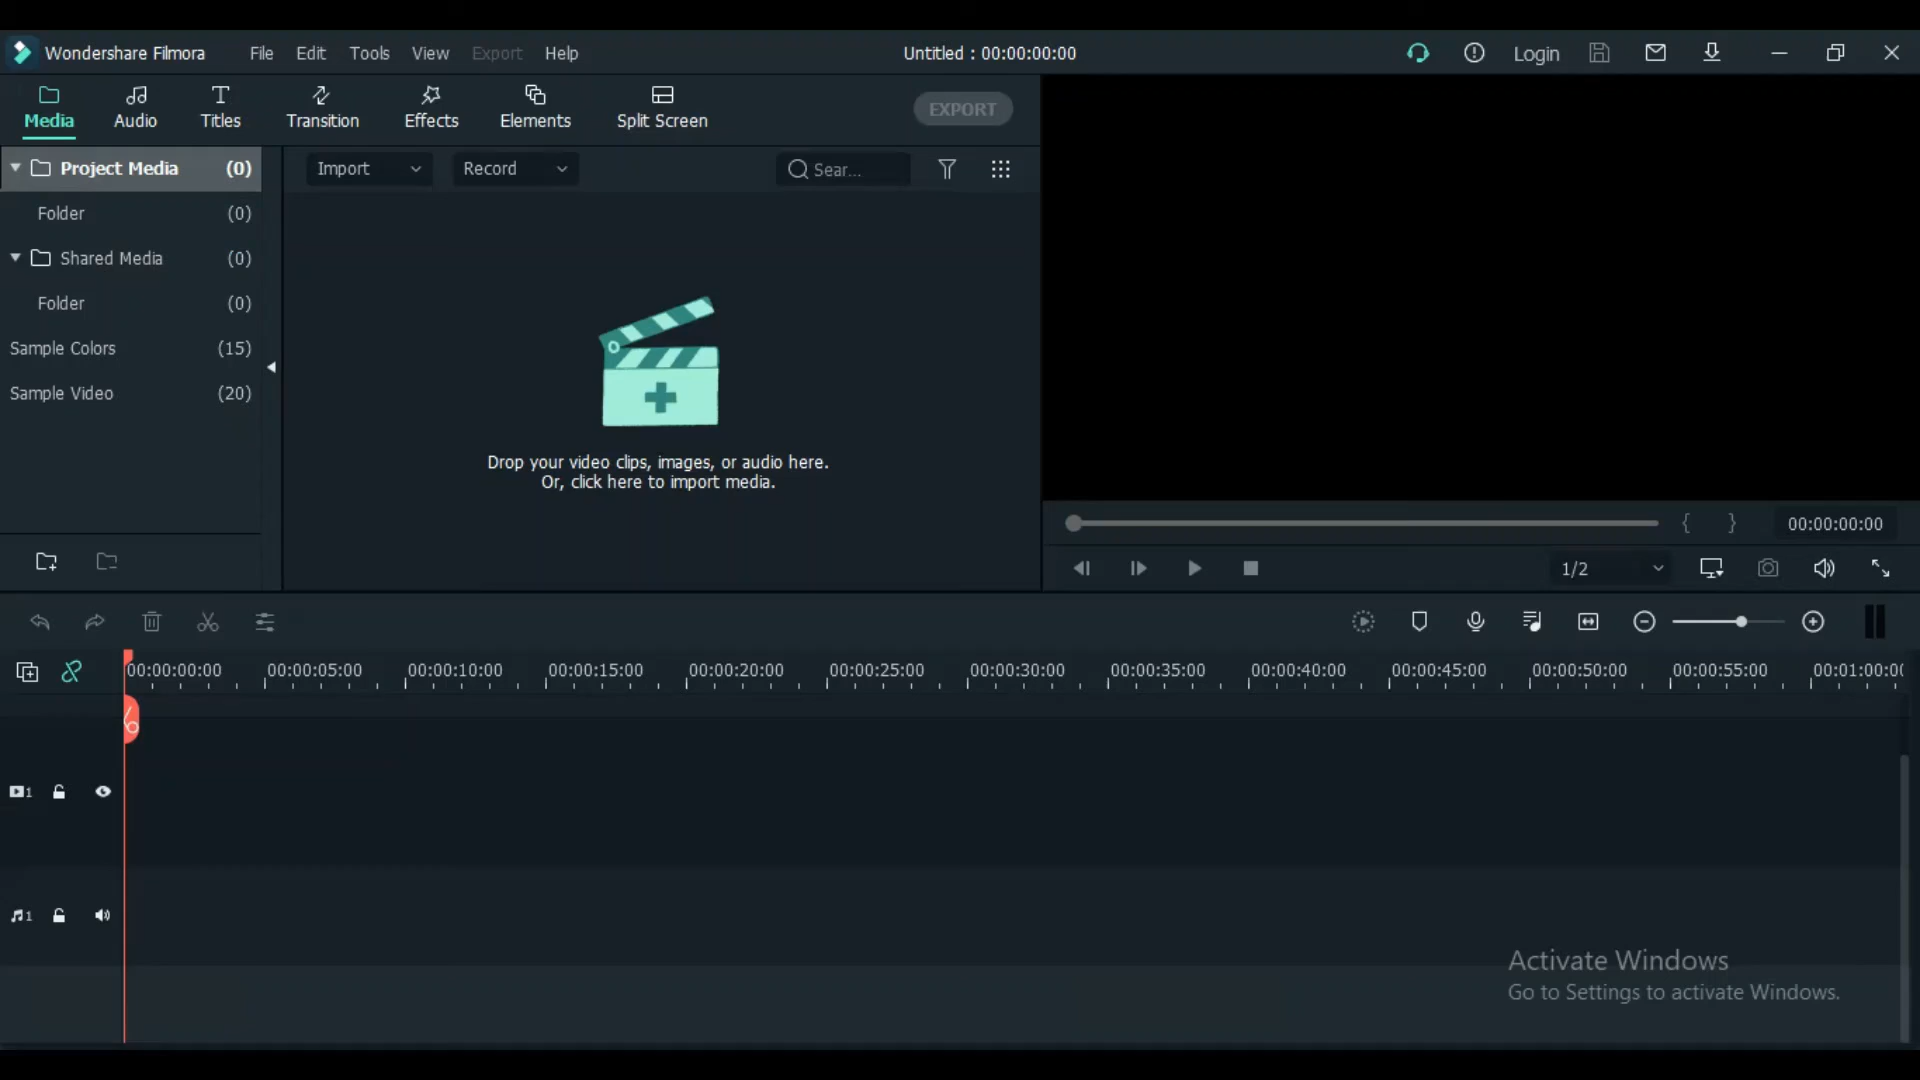 Wondershare Filmora File Edit Tools View Export Help Untitled : 00:00:00:00 Login
Media Audio Titles Transition Effects Elements Split Screen EXPORT
Project Media (0) Import Record Sear...
Folder (0)
Shared Media (0)
Folder (0)
Sample Colors (15)
Sample Video (20)
Drop your video clips, images, or audio here.
Or, click here to import media.
{ } 00:00:00:00
1/2
00:00:00:00 00:00:05:00 00:00:10:00 00:00:15:00 00:00:20:00 00:00:25:00 00:00:30:00 00:00:35:00 00:00:40:00 00:00:45:00 00:00:50:00 00:00:55:00 00:01:00:0(
1
1
Activate Windows
Go to Settings to activate Windows.